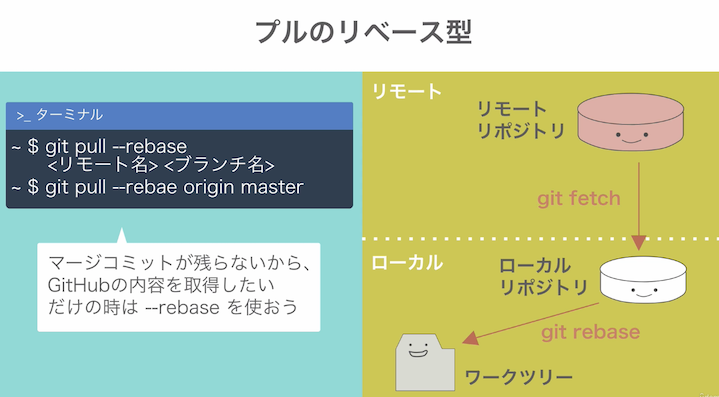 プルのリベース型
>_ ターミナル
~ $ git pull --rebase
<リモート名> <ブランチ名>
~ $ git pull --rebae origin master
マージコミットが残らないから、
GitHubの内容を取得したい
だけの時は --rebase を使おう
リモート
リモート
リポジトリ
git fetch
ローカル
ローカル
リポジトリ
git rebase
ワークツリー